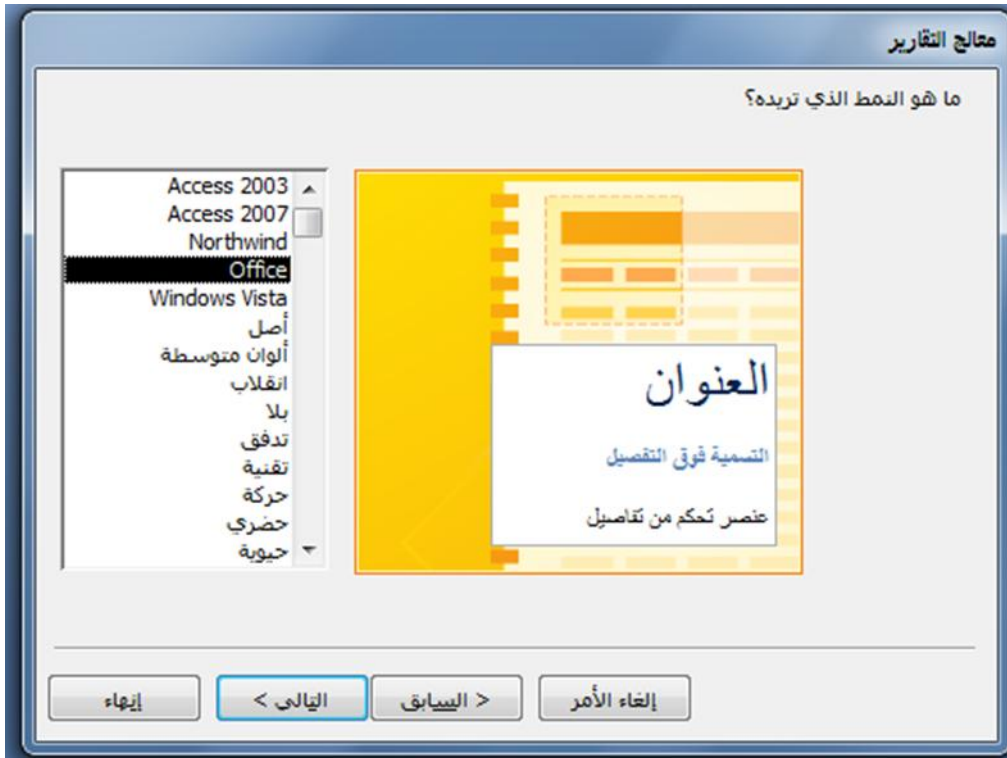 معالج التقارير
ما هو النمط الذي تريده؟
العنوان
التسمية فوق التفصيل
عنصر تحكم من تفاصيل
Access 2003
Access 2007
Northwind
Office
Windows Vista
أصل
ألوان متوسطة
انقلاب
بلا
تدفق
تقنية
حركة
حضري
حيوية
إلغاء الأمر
< السابق
التالي >
إنهاء